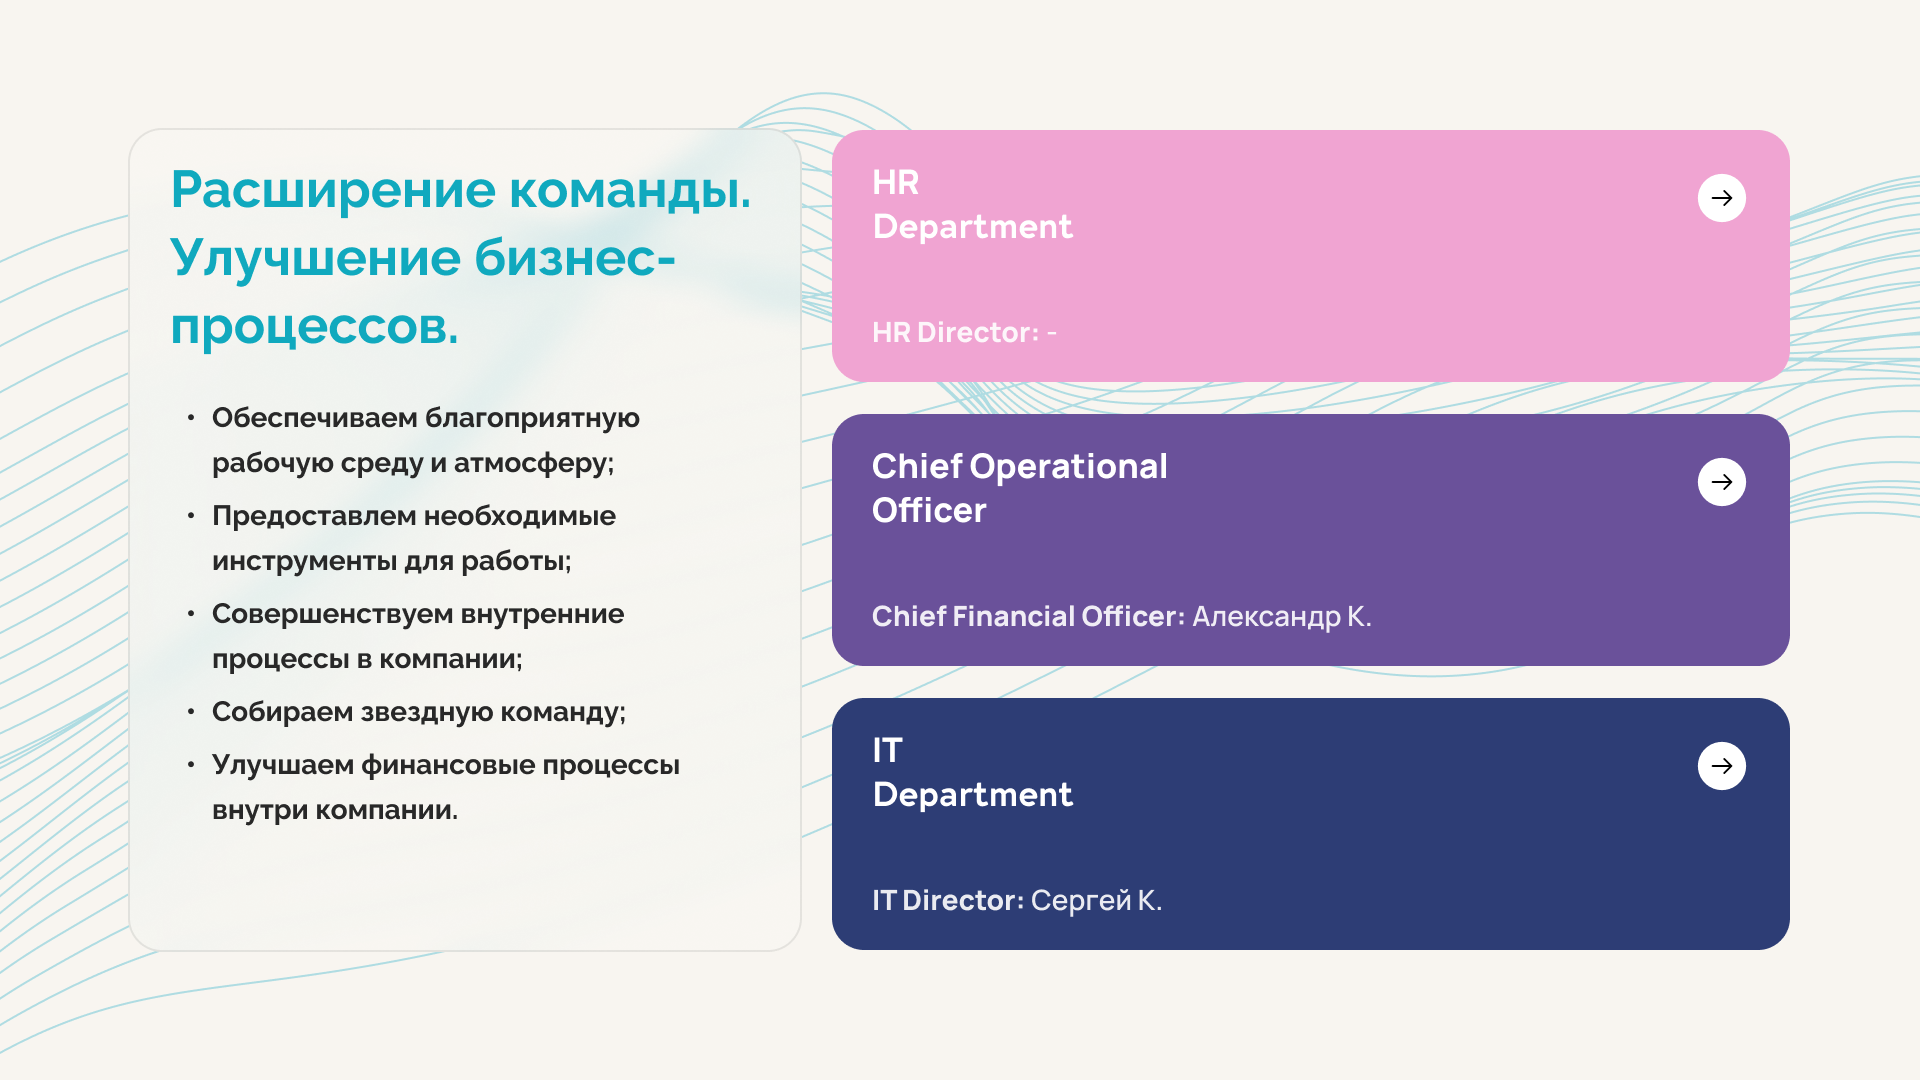 Расширение команды.
Улучшение бизнес-
процессов.
• Обеспечиваем благоприятную
рабочую среду и атмосферу;
• Предоставлем необходимые
инструменты для работы;
• Совершенствуем внутренние
процессы в компании;
• Собираем звездную команду;
• Улучшаем финансовые процессы
внутри компании.
HR
Department
HR Director: -
Chief Operational
Officer
Chief Financial Officer: Александр К.
IT
Department
IT Director: Сергей К.